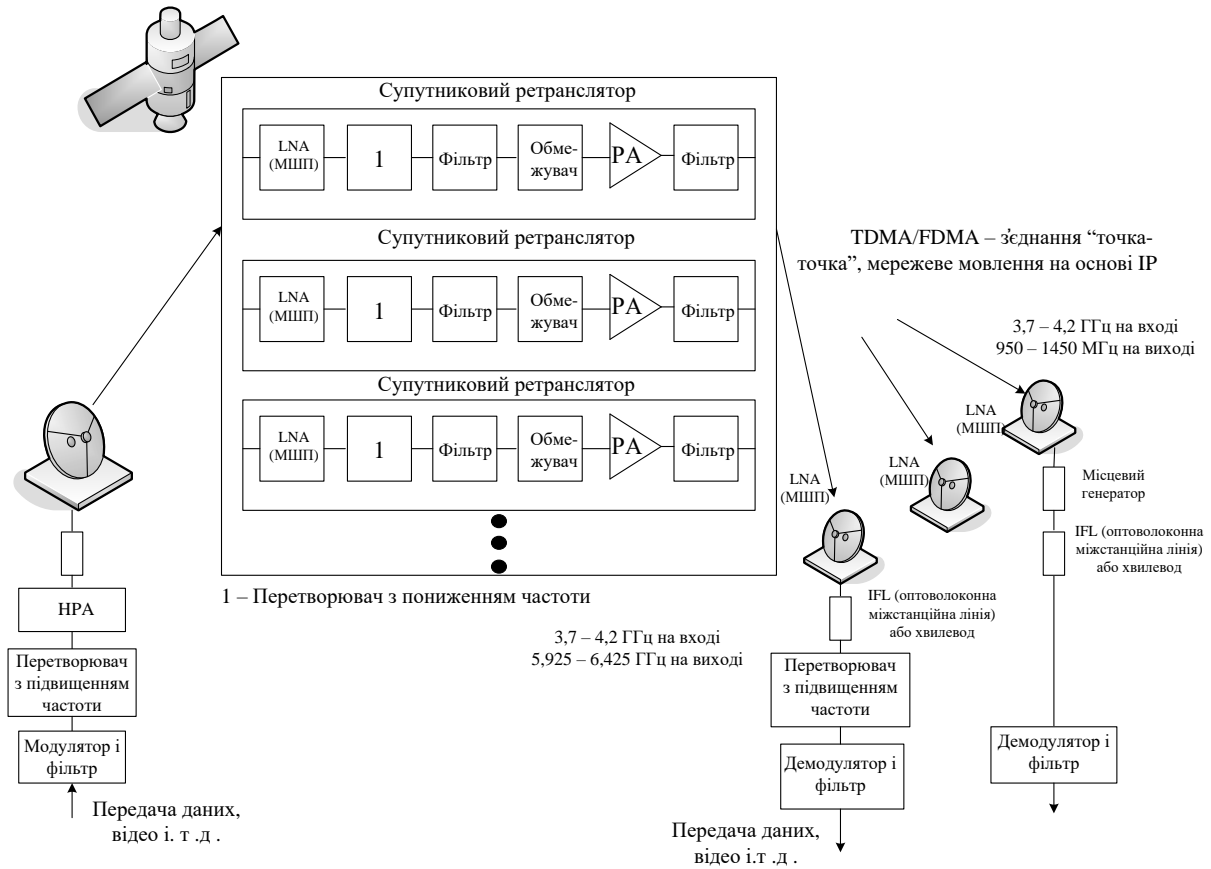 Супутниковий ретранслятор
LNA
(МШП)
1
Фільтр
Обме-
жувач
PA
Фільтр
Супутниковий ретранслятор
LNA
(МШП)
1
Фільтр
Обме-
жувач
PA
Фільтр
Супутниковий ретранслятор
LNA
(МШП)
1
Фільтр
Обме-
жувач
PA
Фільтр
1 – Перетворювач з пониженням частоти
TDMA/FDMA – з'єднання “точка-
точка”, мережеве мовлення на основі IP
3,7 – 4,2 ГГц на вході
950 – 1450 МГц на виході
LNA
(МШП)
LNA
(МШП)
LNA
(МШП)
Місцевий
генератор
IFL (оптоволоконна
міжстанційна лінія)
або хвилевод
IFL (оптоволоконна
міжстанційна лінія)
або хвилевод
3,7 – 4,2 ГГц на вході
5,925 – 6,425 ГГц на виході
HPA
Перетворювач
з підвищенням
частоти
Модулятор і
фільтр
Передача даних,
відео і. т .д .
Перетворювач
з підвищенням
частоти
Демодулятор і
фільтр
Передача даних,
відео і.т .д .
Демодулятор і
фільтр